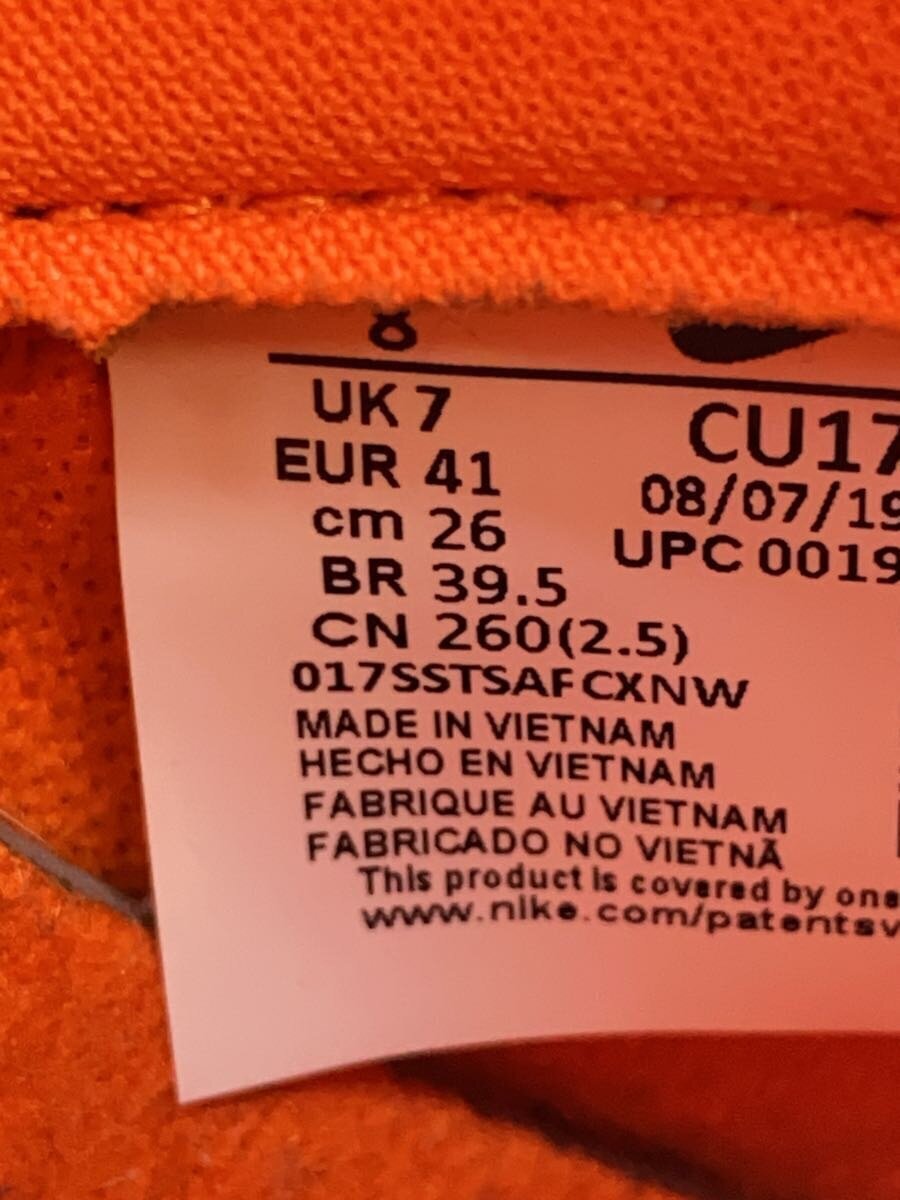 8
UK 7
EUR 41
cm 26
BR 39.5
CN 260(2.5)
017SSTSAFCXNW
MADE IN VIETNAM
HECHO EN VIETNAM
FABRIQUE AU VIETNAM
FABRICADO NO VIETNÃ
This product is covered by one
www.nike.com/patents
CU17
08/07/19
UPC 0019